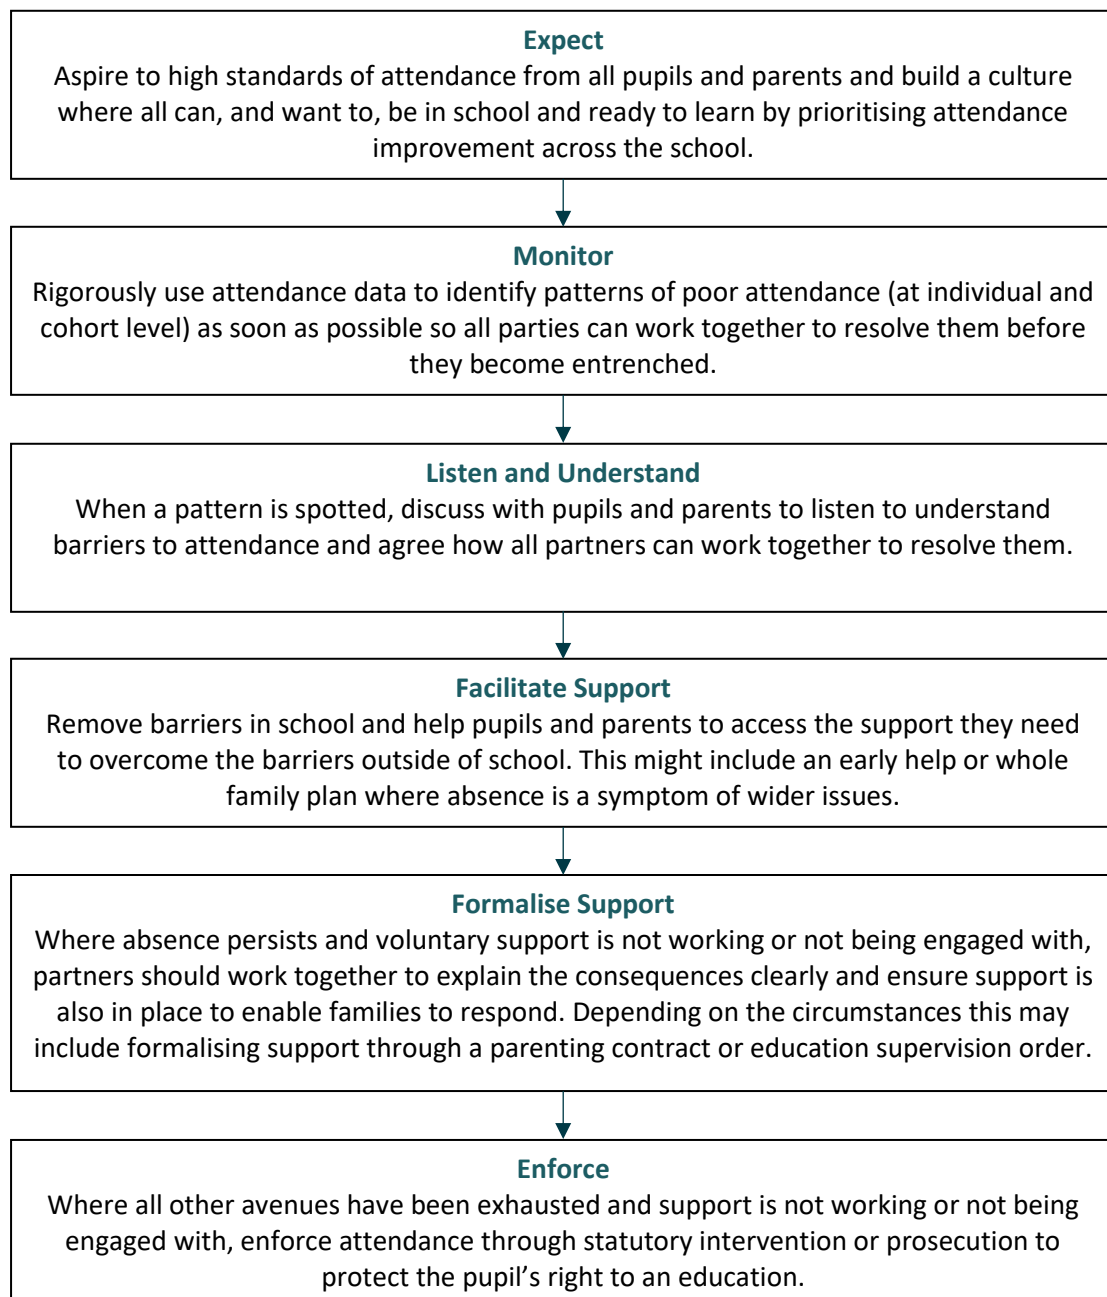 Expect
Aspire to high standards of attendance from all pupils and parents and build a culture
where all can, and want to, be in school and ready to learn by prioritising attendance
improvement across the school.
Monitor
Rigorously use attendance data to identify patterns of poor attendance (at individual and
cohort level) as soon as possible so all parties can work together to resolve them before
they become entrenched.
Listen and Understand
When a pattern is spotted, discuss with pupils and parents to listen to understand
barriers to attendance and agree how all partners can work together to resolve them.
Facilitate Support
Remove barriers in school and help pupils and parents to access the support they need
to overcome the barriers outside of school. This might include an early help or whole
family plan where absence is a symptom of wider issues.
Formalise Support
Where absence persists and voluntary support is not working or not being engaged with,
partners should work together to explain the consequences clearly and ensure support is
also in place to enable families to respond. Depending on the circumstances this may
include formalising support through a parenting contract or education supervision order.
Enforce
Where all other avenues have been exhausted and support is not working or not being
engaged with, enforce attendance through statutory intervention or prosecution to
protect the pupil’s right to an education.